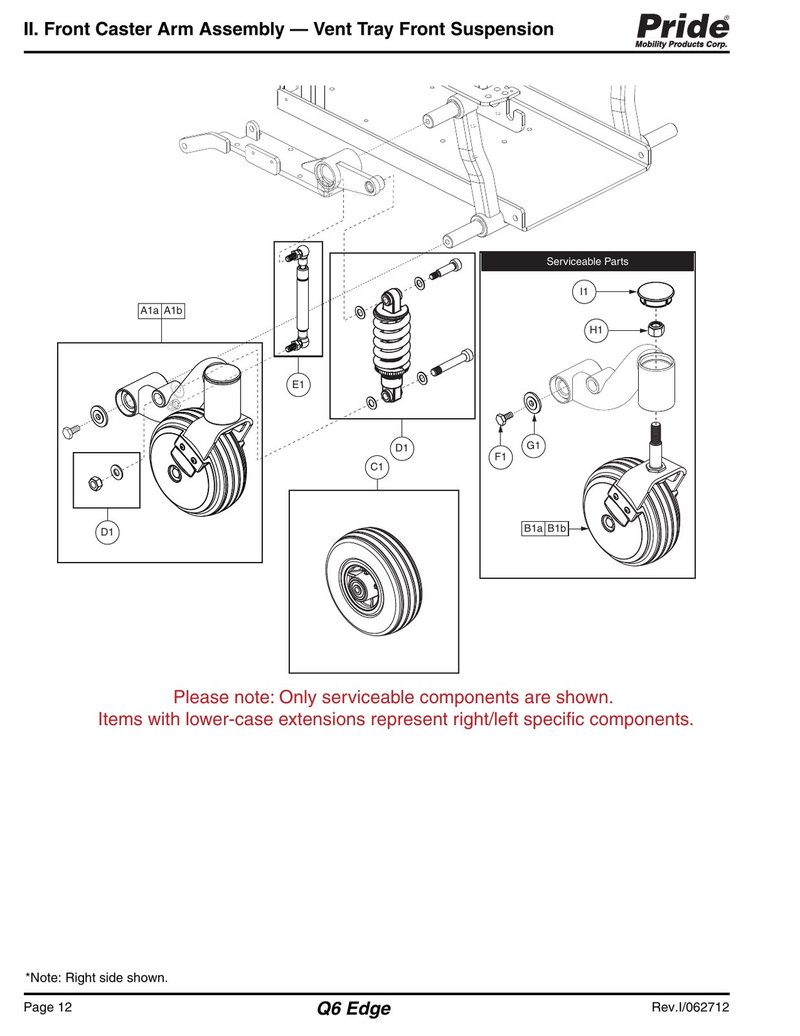 II. Front Caster Arm Assembly — Vent Tray Front Suspension
Pride®
Mobility Products Corp.
Serviceable Parts
I1
H1
A1a A1b
E1
D1
F1
G1
C1
B1a B1b
D1
Please note: Only serviceable components are shown.
Items with lower-case extensions represent right/left specific components.
*Note: Right side shown.
Page 12
Q6 Edge
Rev.I/062712